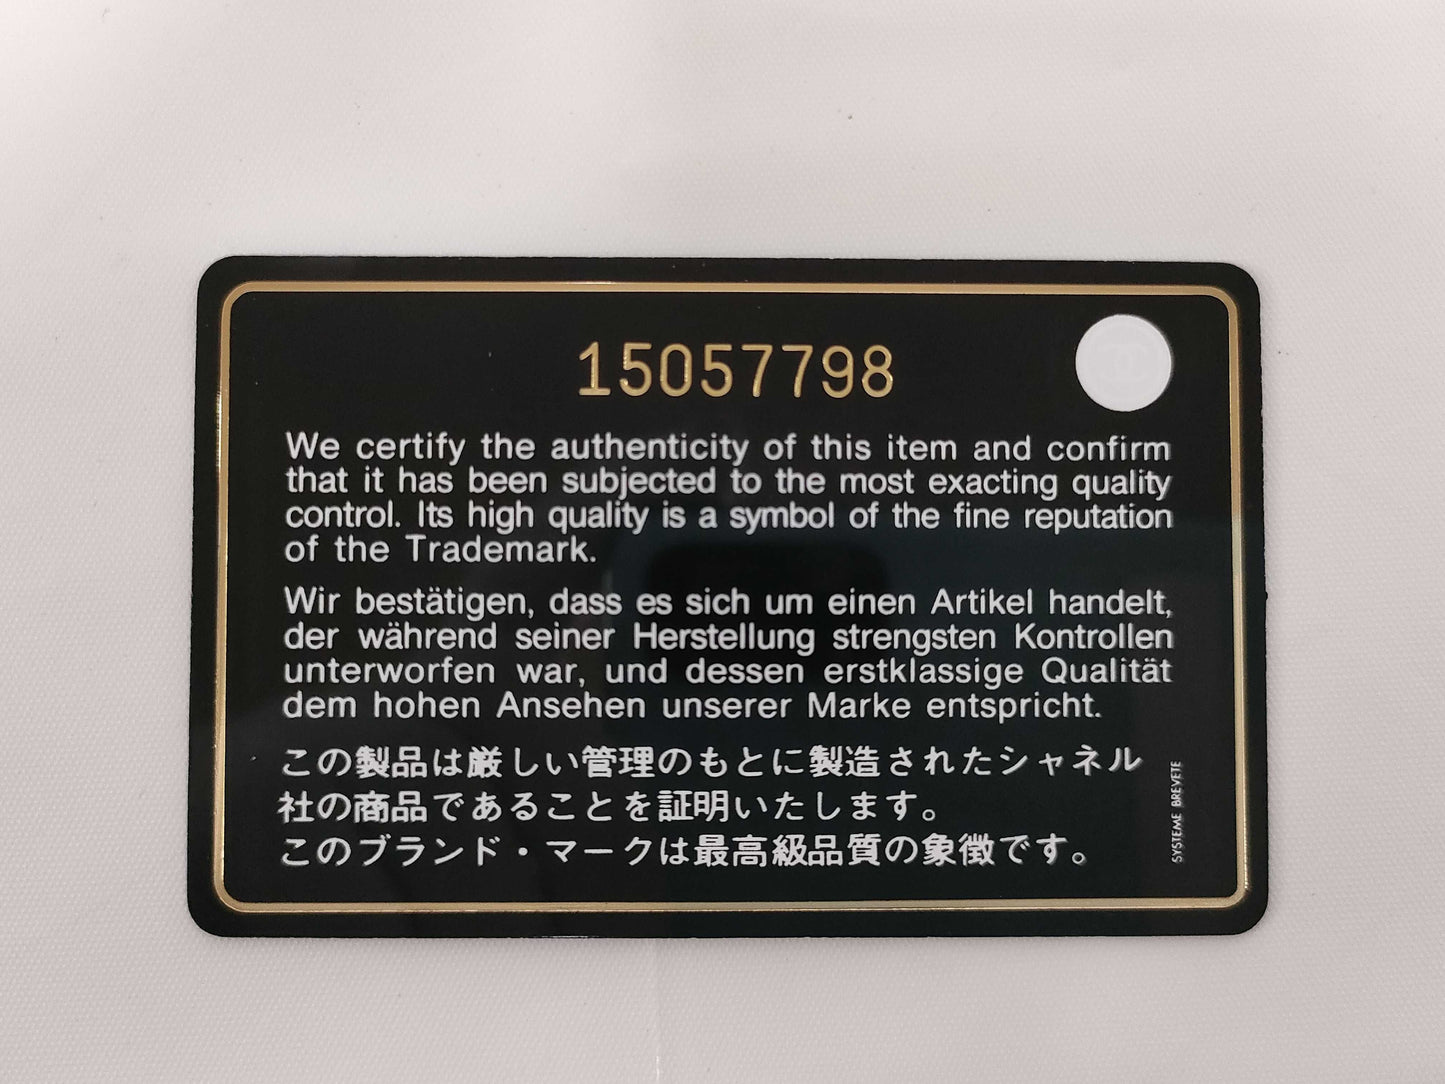 15057798
We certify the authenticity of this item and confirm
that it has been subjected to the most exacting quality
control. Its high quality is a symbol of the fine reputation
of the Trademark.
Wir bestätigen, dass es sich um einen Artikel handelt,
der während seiner Herstellung strengsten Kontrollen
unterworfen war, und dessen erstklassige Qualität
dem hohen Ansehen unserer Marke entspricht.
この製品は厳しい管理のもとに製造されたシャネル
社の商品であることを証明いたします。
このブランド・マークは最高級品質の象徴です。
SYSTEME BREVETE